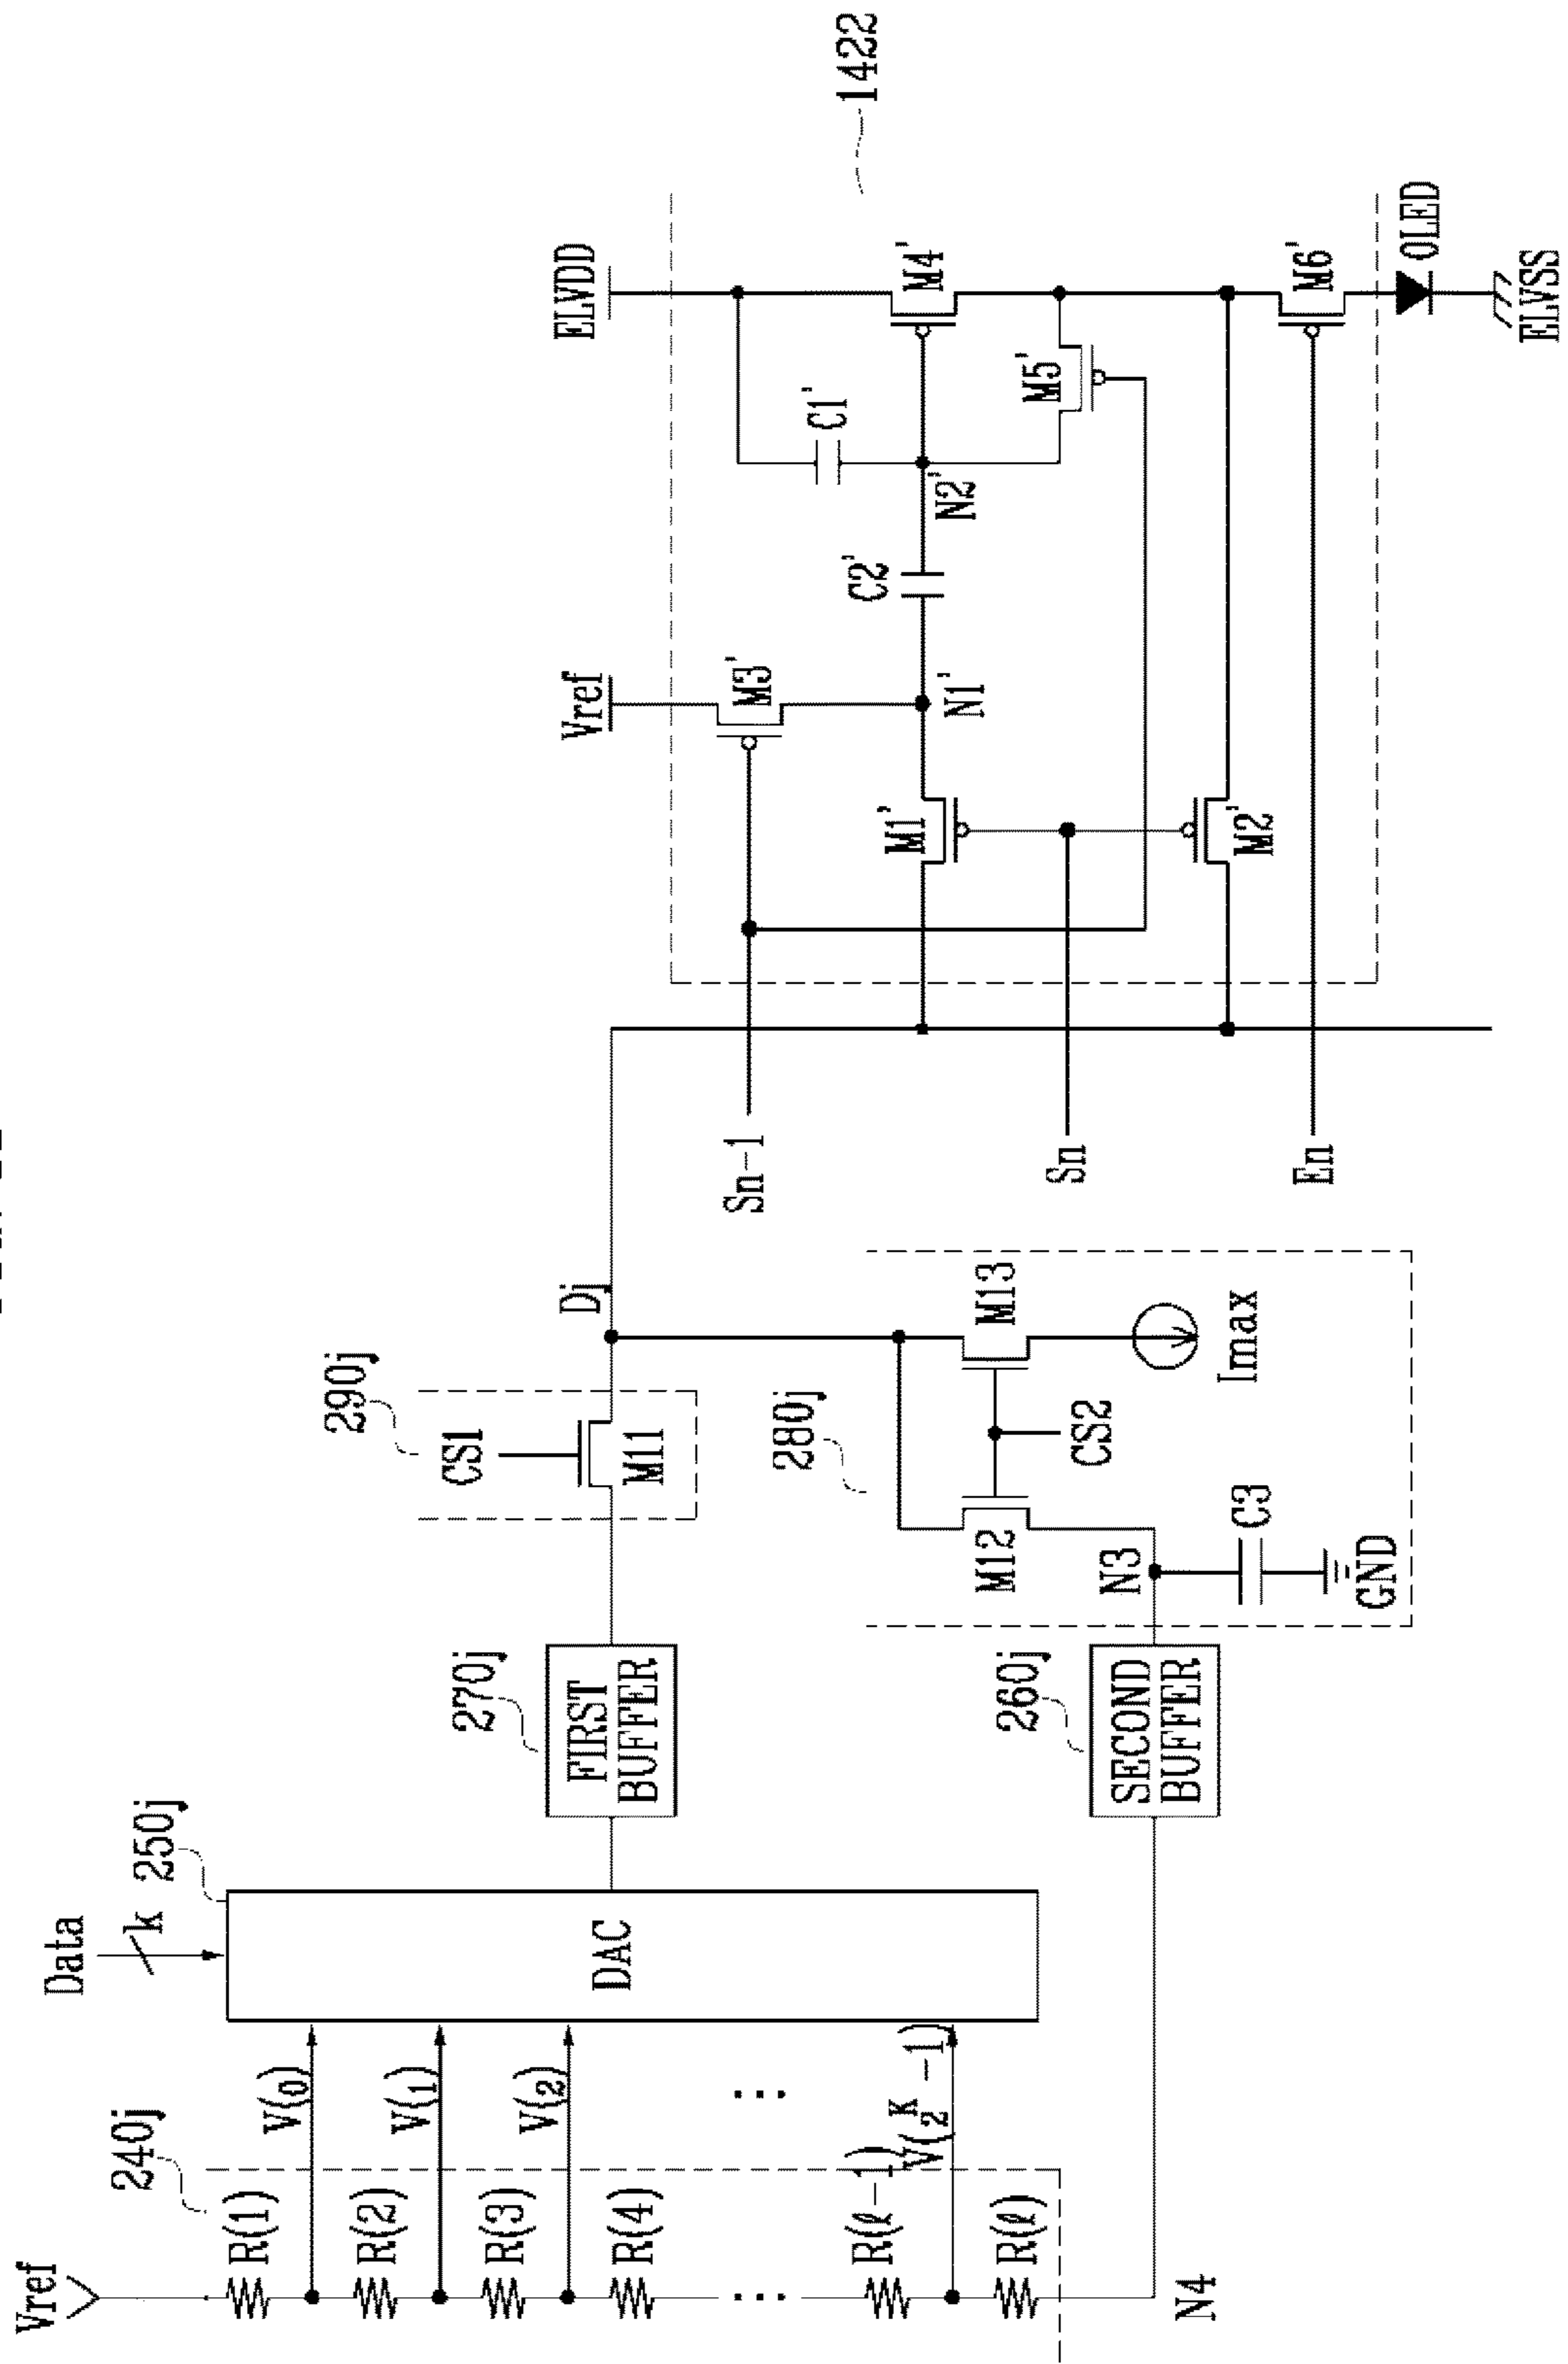 Vref
240j
R(1)
V(0)
R(2)
V(1)
R(3)
V(2)
R(4)
...
...
R(ℓ-1)
V(2^K-1)
R(ℓ)
N4
Data
k
250j
DAC
270j
FIRST
BUFFER
260j
SECOND
BUFFER
290j
CS1
M11
Dj
280j
M12
M13
CS2
N3
C3
GND
Imax
Sn-1
Sn
En
Vref
M3'
M1'
N1'
C2'
N2'
C1'
M2'
ELVDD
M4'
M5'
M6'
OLED
ELVSS
1422